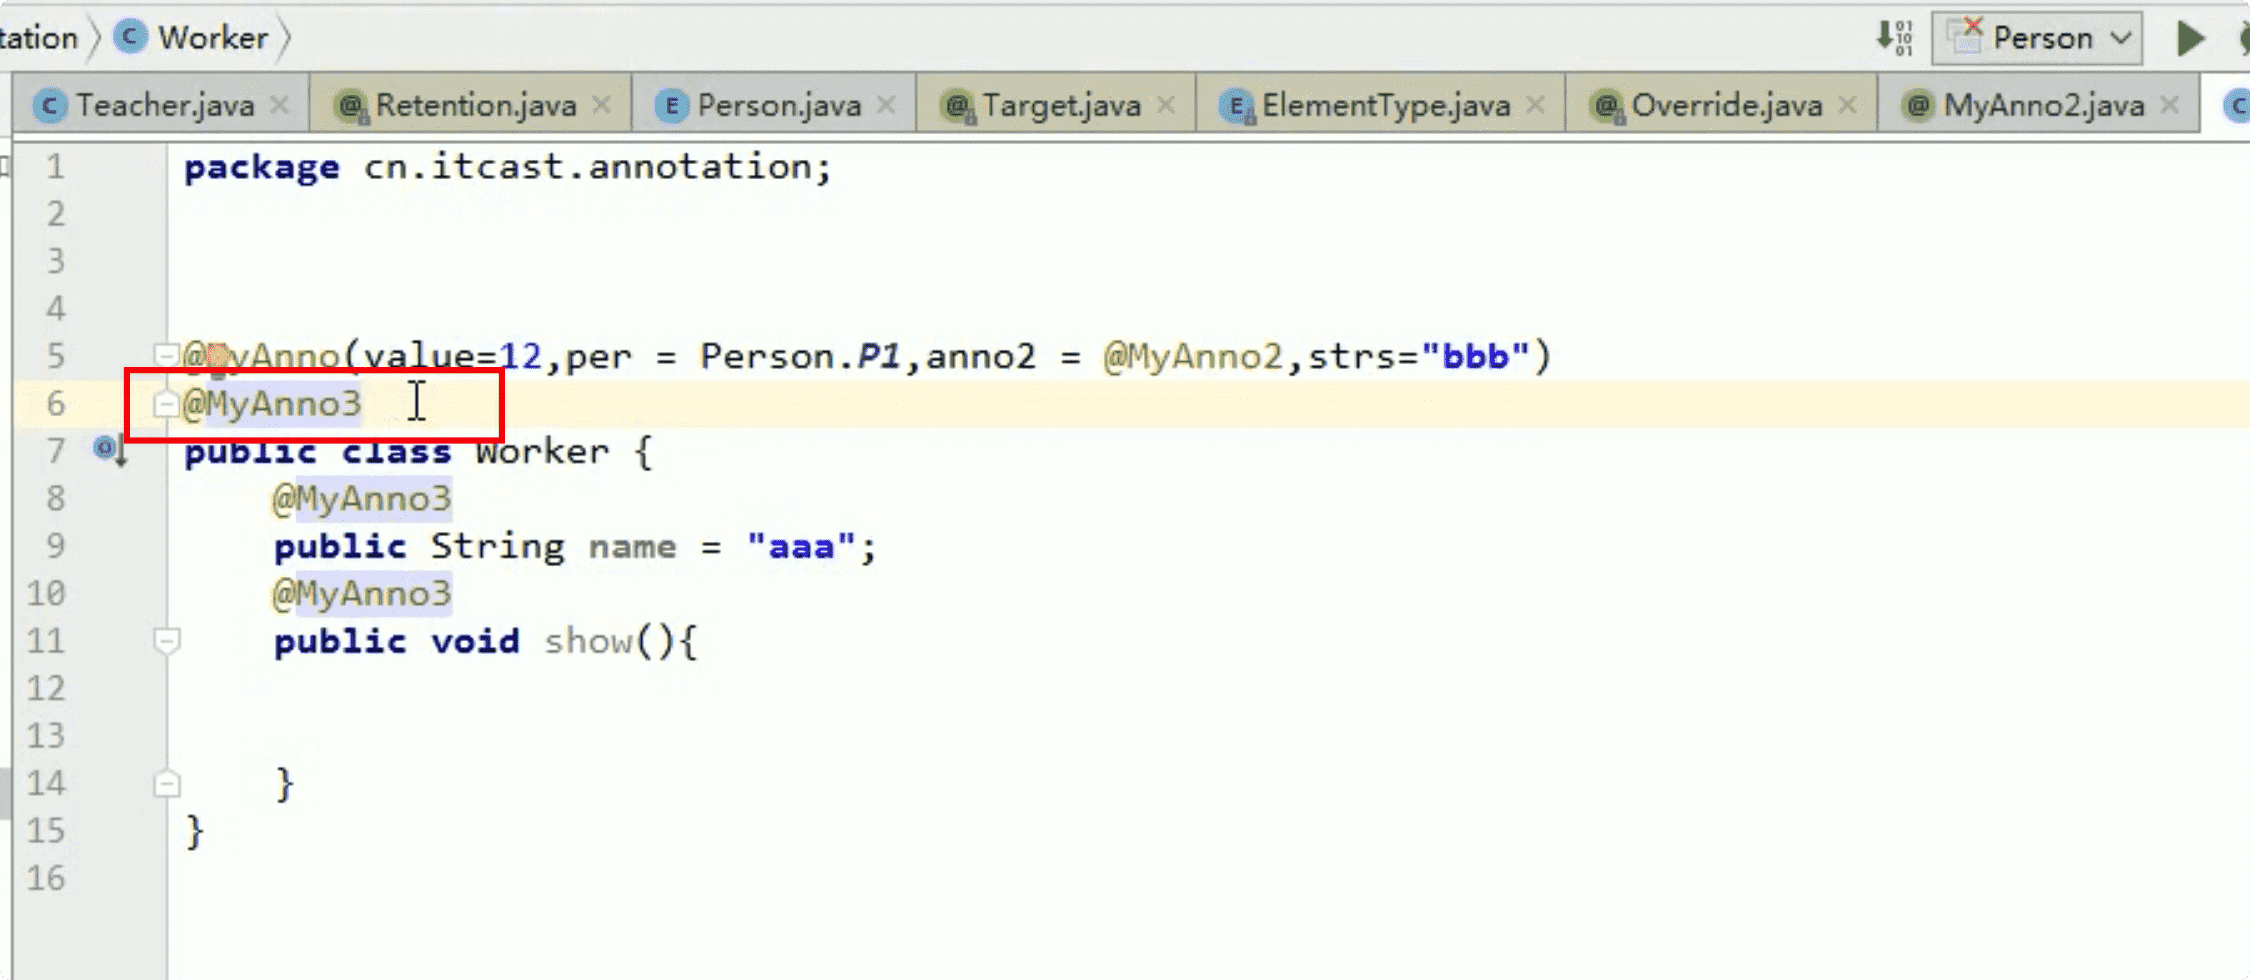 tation Worker Person
Teacher.java Retention.java Person.java Target.java ElementType.java Override.java MyAnno2.java
1 package cn.itcast.annotation;
2
3
4
5 @MyAnno(value=12,per = Person.P1,anno2 = @MyAnno2,strs="bbb")
6 @MyAnno3
7 public class Worker {
8 @MyAnno3
9 public String name = "aaa";
10 @MyAnno3
11 public void show(){
12
13
14 }
15 }
16